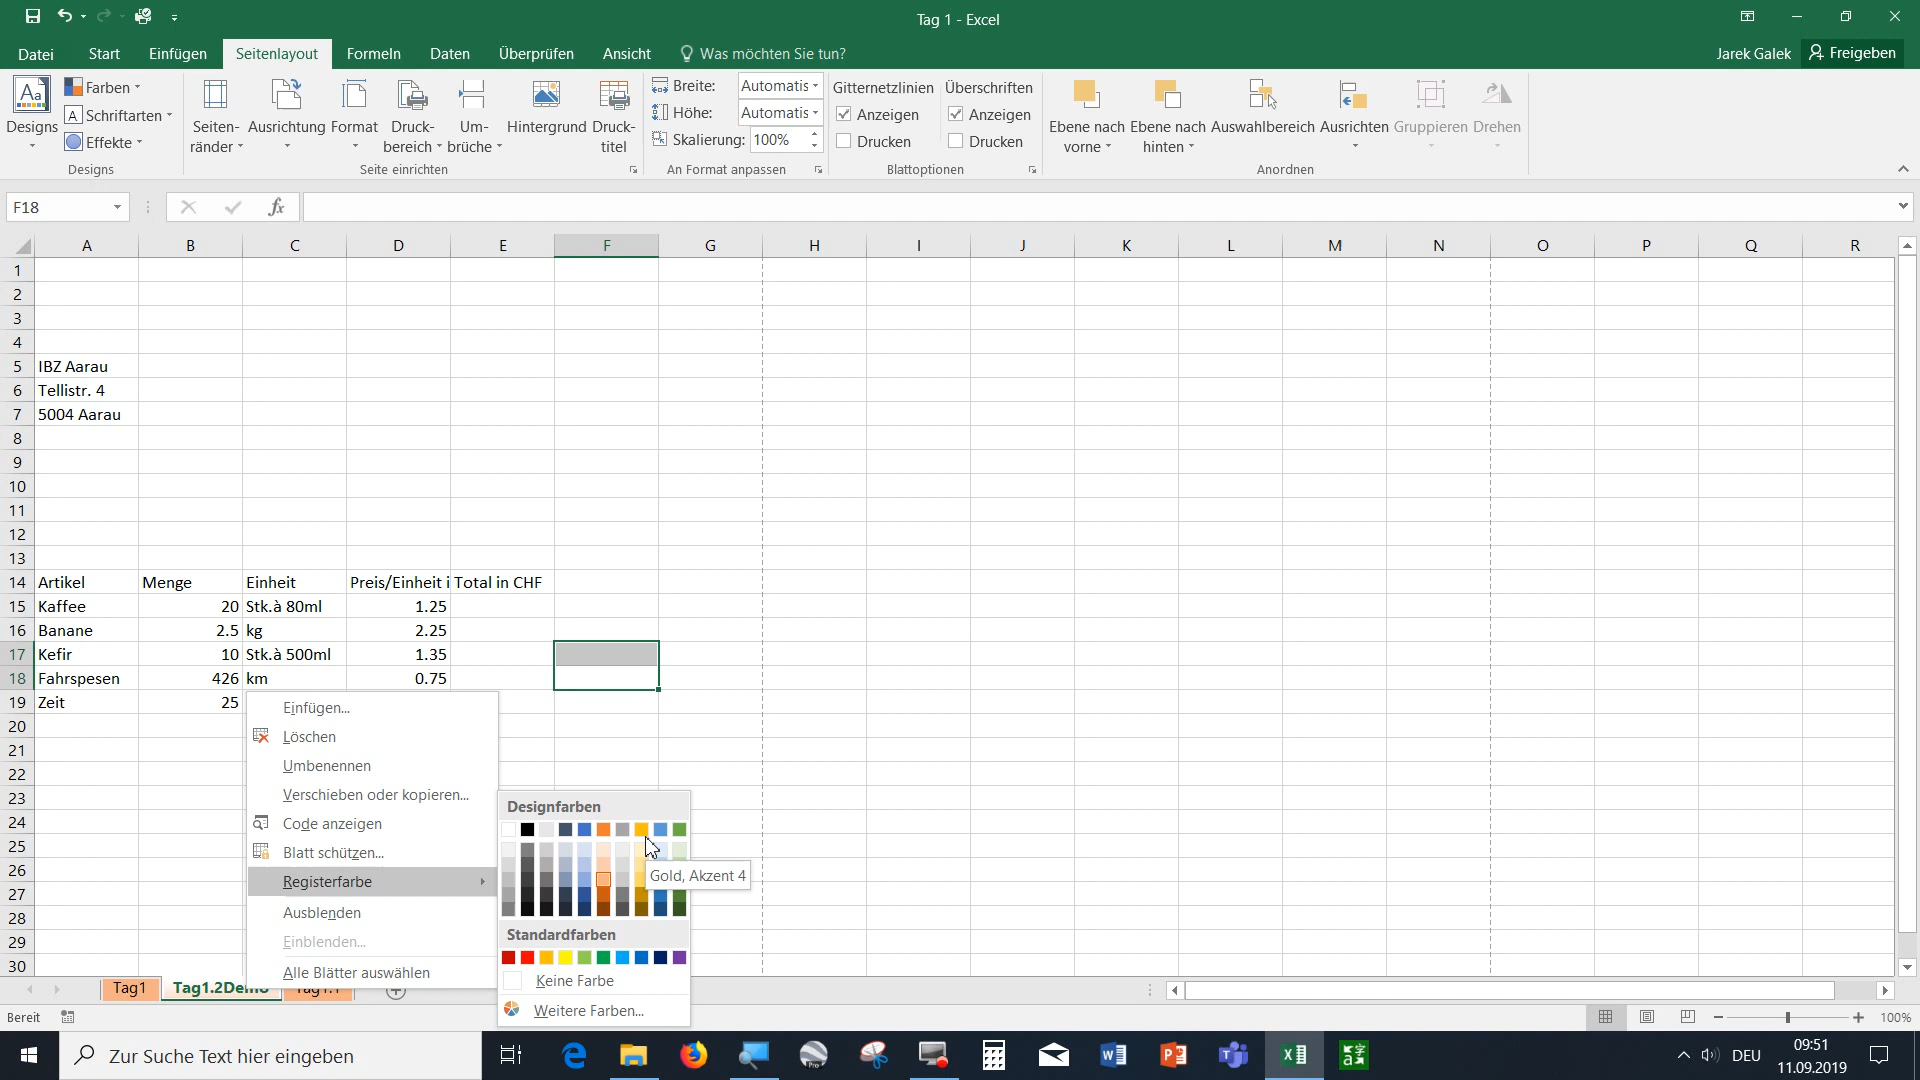 Tag 1 - Excel
Datei Start Einfügen Seitenlayout Formeln Daten Überprüfen Ansicht Was möchten Sie tun? Jarek Galek Freigeben
Aa
Designs
Farben
A Schriftarten
Effekte
Designs
Seiten-
ränder
Ausrichtung
Format
Druck-
bereich
Um-
brüche
Hintergrund
Druck-
titel
Seite einrichten
Breite: Automatis
Höhe: Automatis
Skalierung: 100%
An Format anpassen
Gitternetzlinien Überschriften
Anzeigen Anzeigen
Drucken Drucken
Blattoptionen
Ebene nach
vorne
Ebene nach
hinten
Auswahlbereich
Ausrichten
Gruppieren
Drehen
Anordnen
F18 fx
A B C D E F G H I J K L M N O P Q R
1
2
3
4
5 IBZ Aarau
6 Tellistr. 4
7 5004 Aarau
8
9
10
11
12
13
14 Artikel Menge Einheit Preis/Einheit i Total in CHF
15 Kaffee 20 Stk.à 80ml 1.25
16 Banane 2.5 kg 2.25
17 Kefir 10 Stk.à 500ml 1.35
18 Fahrspesen 426 km 0.75
19 Zeit 25
20
21
22
23
24
25
26
27
28
29
30
Einfügen...
Löschen
Umbenennen
Verschieben oder kopieren...
Code anzeigen
Blatt schützen...
Registerfarbe
Ausblenden
Einblenden...
Alle Blätter auswählen
Designfarben
Gold, Akzent 4
Standardfarben
Keine Farbe
Weitere Farben...
Tag1 Tag1.2Demo Tag1.1
Bereit 100%
Zur Suche Text hier eingeben
Pro
DEU
09:51
11.09.2019